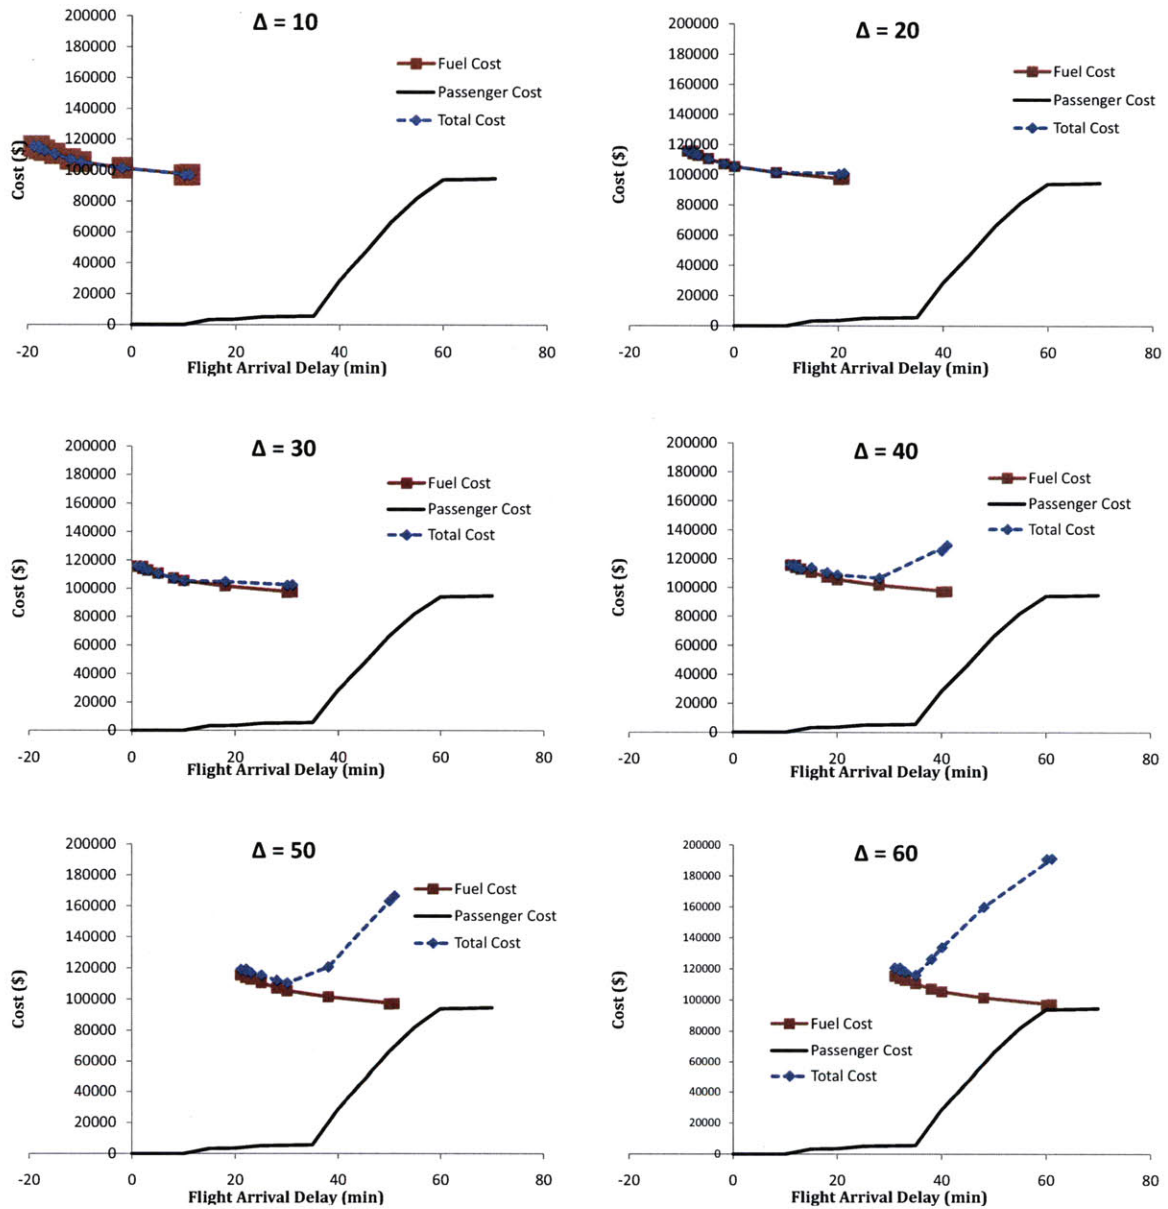 Δ = 10
200000
180000
160000
140000
120000
100000
80000
60000
40000
20000
0
Cost ($)
Fuel Cost
Passenger Cost
Total Cost
-20 0 20 40 60 80
Flight Arrival Delay (min)
Δ = 20
200000
180000
160000
140000
120000
100000
80000
60000
40000
20000
0
Cost ($)
Fuel Cost
Passenger Cost
Total Cost
-20 0 20 40 60 80
Flight Arrival Delay (min)
Δ = 30
200000
180000
160000
140000
120000
100000
80000
60000
40000
20000
0
Cost ($)
Fuel Cost
Passenger Cost
Total Cost
-20 0 20 40 60 80
Flight Arrival Delay (min)
Δ = 40
200000
180000
160000
140000
120000
100000
80000
60000
40000
20000
0
Cost ($)
Fuel Cost
Passenger Cost
Total Cost
-20 0 20 40 60 80
Flight Arrival Delay (min)
Δ = 50
200000
180000
160000
140000
120000
100000
80000
60000
40000
20000
0
Cost ($)
Fuel Cost
Passenger Cost
Total Cost
-20 0 20 40 60 80
Flight Arrival Delay (min)
Δ = 60
200000
180000
160000
140000
120000
100000
80000
60000
40000
20000
0
Cost ($)
Fuel Cost
Passenger Cost
Total Cost
-20 0 20 40 60 80
Flight Arrival Delay (min)